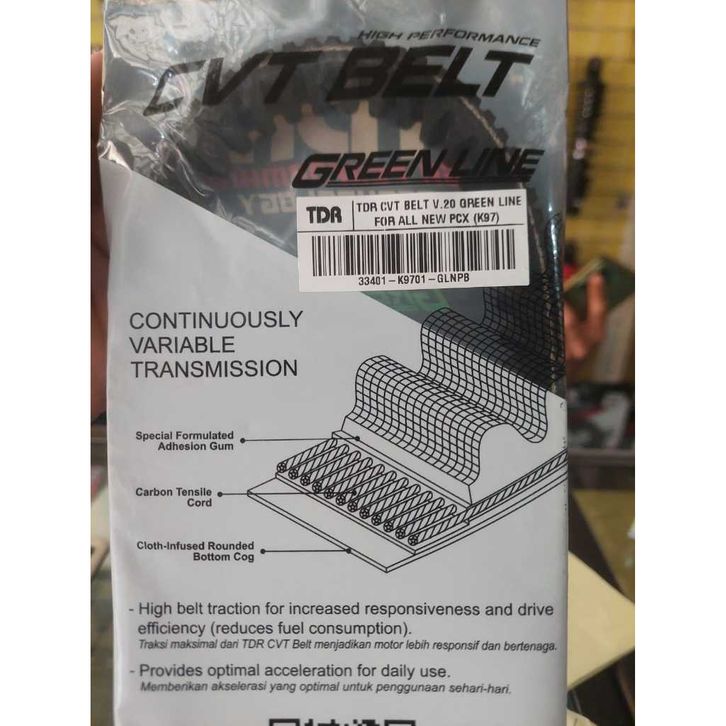 HIGH PERFORMANCE
CVT BELT
GREEN LINE
TDR
TDR CVT BELT V.20 GREEN LINE
FOR ALL NEW PCX (K97)
33401-K9701-GLNPB
CONTINUOUSLY
VARIABLE
TRANSMISSION
Special Formulated
Adhesion Gum
Carbon Tensile
Cord
Cloth-Infused Rounded
Bottom Cog
- High belt traction for increased responsiveness and drive
efficiency (reduces fuel consumption).
Traksi maksimal dari TDR CVT Belt menjadikan motor lebih responsif dan bertenaga.
- Provides optimal acceleration for daily use.
Memberikan akselerasi yang optimal untuk penggunaan sehari-hari.